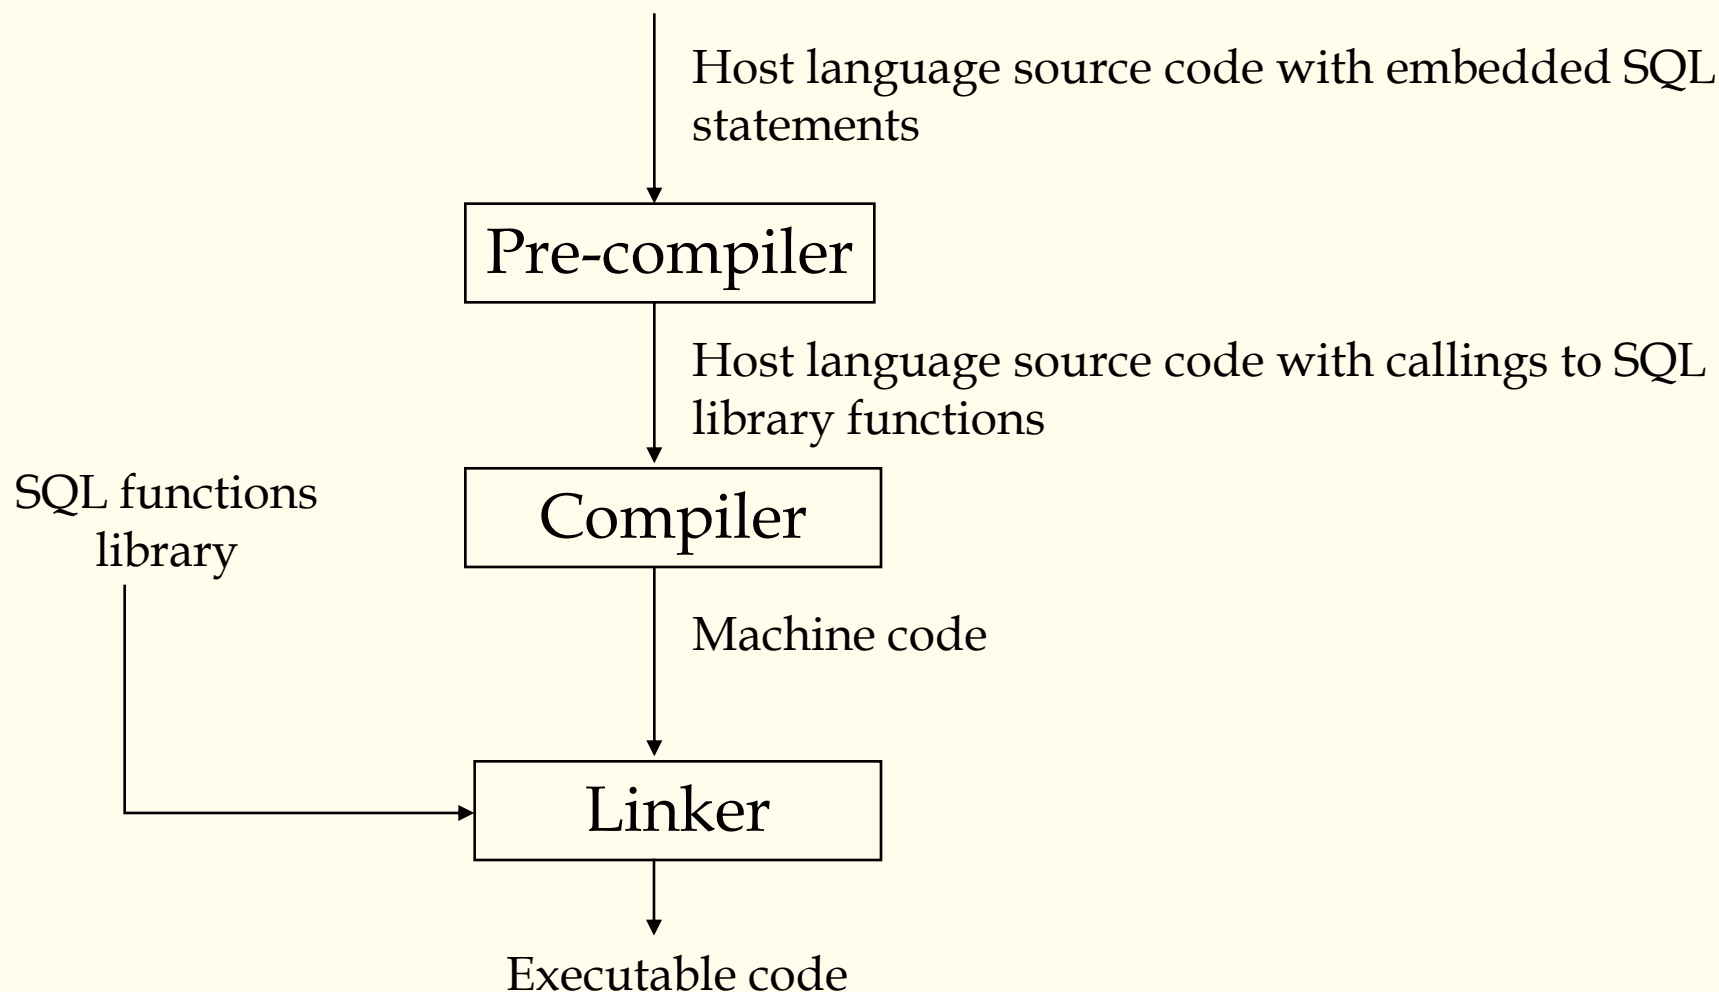 Host language source code with embedded SQL
statements
Pre-compiler
Host language source code with callings to SQL
library functions
SQL functions
library
Compiler
Machine code
Linker
Executable code